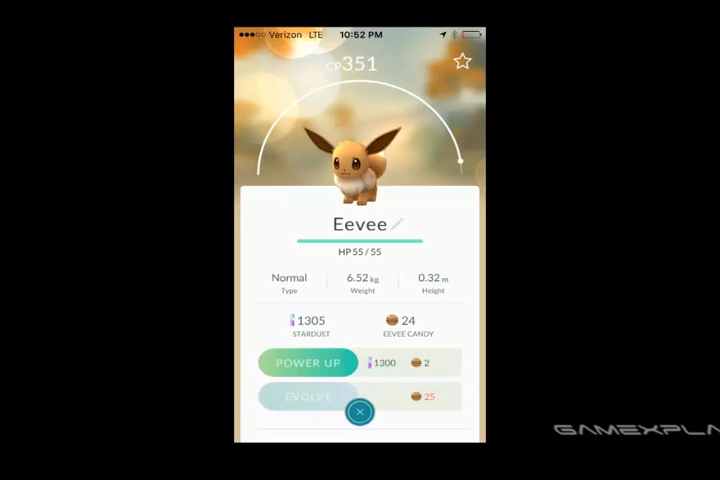 Verizon LTE 10:52 PM
CP351
Eevee
HP 55 / 55
Normal 6.52 kg 0.32 m
Type Weight Height
1305 24
STARDUST EEVEE CANDY
POWER UP 1300 2
EVOLVE 25
GAMEXPLA